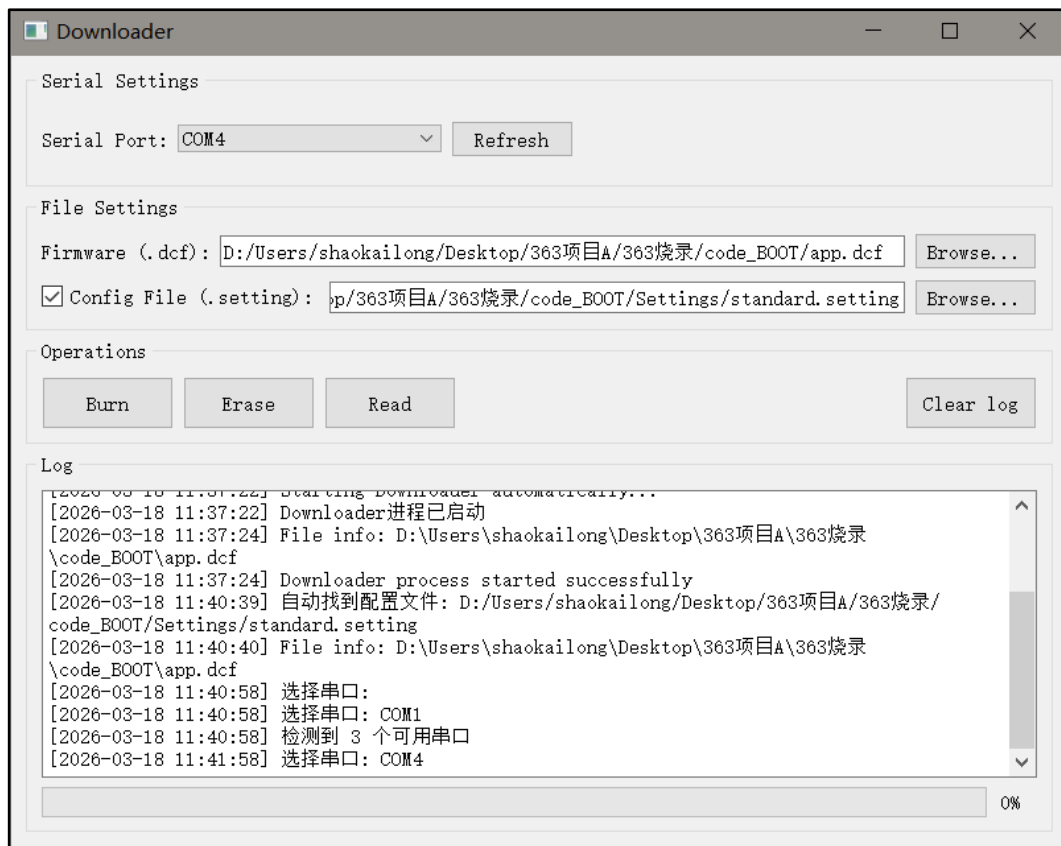 Downloader
Serial Settings
Serial Port: COM4 Refresh
File Settings
Firmware (.dcf): D:/Users/shaokailong/Desktop/363项目A/363烧录/code_BOOT/app.dcf Browse...
Config File (.setting): p/363项目A/363烧录/code_BOOT/Settings/standard.setting Browse...
Operations
Burn Erase Read Clear log
Log
[2026-03-18 11:37:22] Starting Downloader automatically...
[2026-03-18 11:37:22] Downloader进程已启动
[2026-03-18 11:37:24] File info: D:\Users\shaokailong\Desktop\363项目A\363烧录
\code_BOOT\app.dcf
[2026-03-18 11:37:24] Downloader process started successfully
[2026-03-18 11:40:39] 自动找到配置文件: D:/Users/shaokailong/Desktop/363项目A/363烧录/
code_BOOT/Settings/standard.setting
[2026-03-18 11:40:40] File info: D:\Users\shaokailong\Desktop\363项目A\363烧录
\code_BOOT\app.dcf
[2026-03-18 11:40:58] 选择串口:
[2026-03-18 11:40:58] 选择串口: COM1
[2026-03-18 11:40:58] 检测到 3 个可用串口
[2026-03-18 11:41:58] 选择串口: COM4
0%